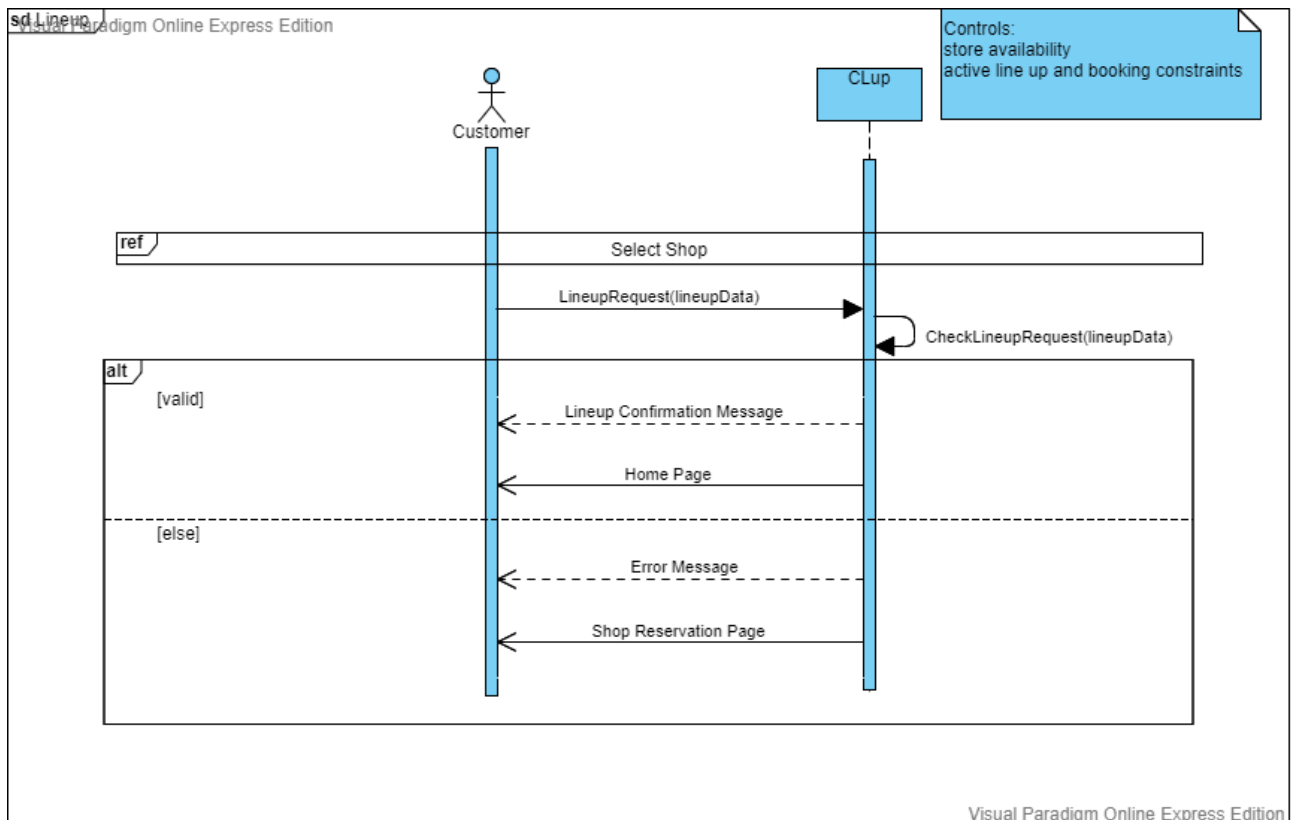 sd Lineup
Visual Paradigm Online Express Edition
Controls:
store availability
active line up and booking constraints
CLup
Customer
ref
Select Shop
LineupRequest(lineupData)
CheckLineupRequest(lineupData)
alt
[valid]
Lineup Confirmation Message
Home Page
[else]
Error Message
Shop Reservation Page
Visual Paradigm Online Express Edition